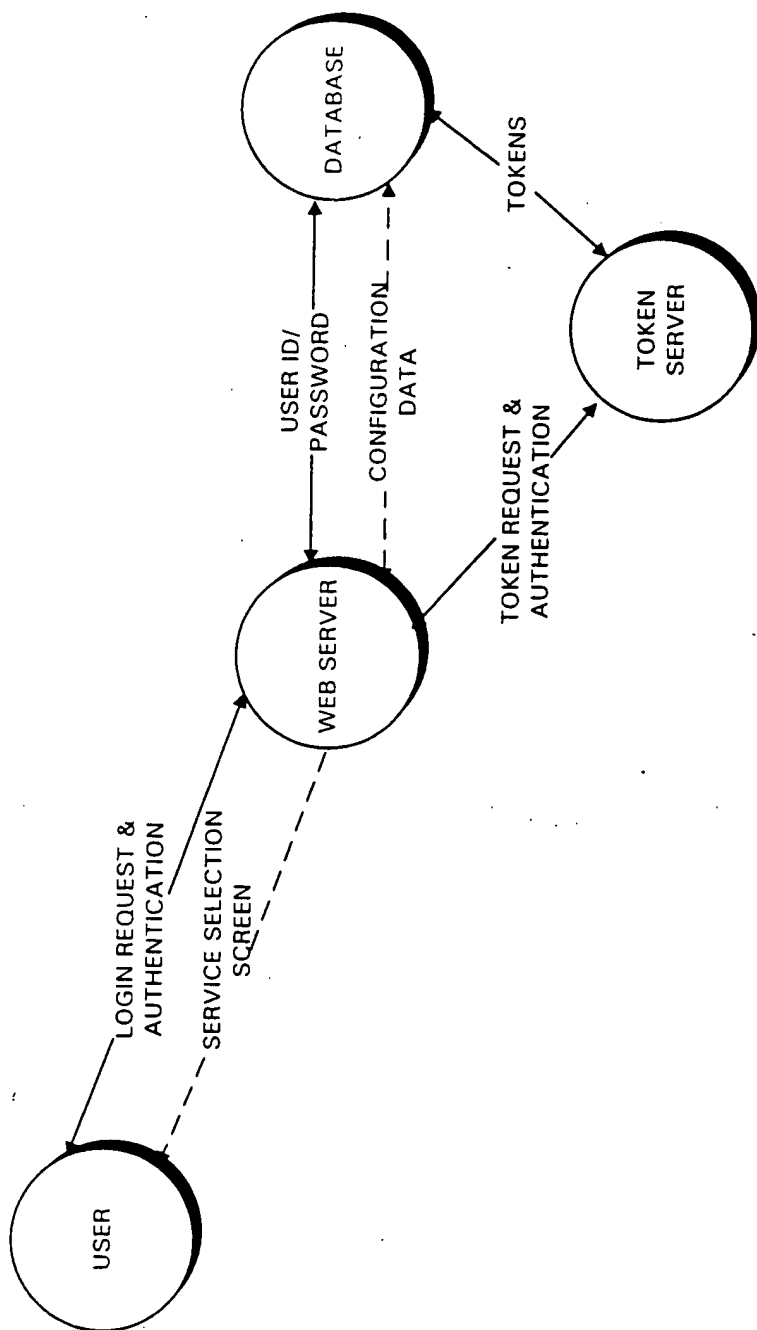 USER
LOGIN REQUEST &
AUTHENTICATION
SERVICE SELECTION
SCREEN
WEB SERVER
USER ID/
PASSWORD
CONFIGURATION
DATA
DATABASE
TOKEN REQUEST &
AUTHENTICATION
TOKENS
TOKEN
SERVER